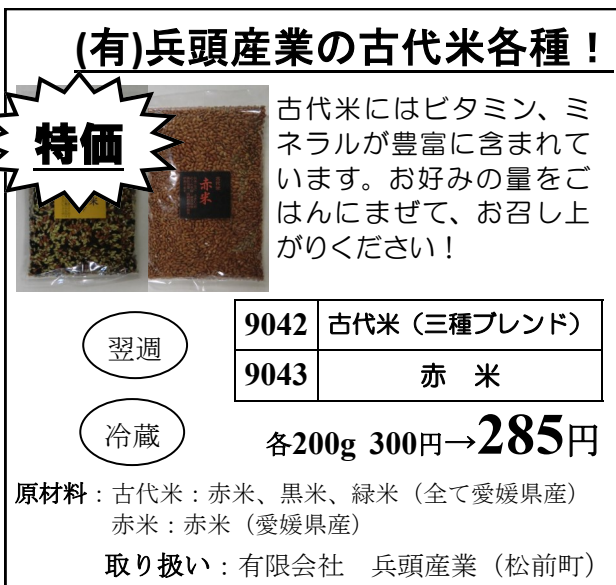 (有)兵頭産業の古代米各種！
特価
赤米
古代米にはビタミン、ミ
ネラルが豊富に含まれて
います。お好みの量をご
はんにまぜて、お召し上
がりください！
翌週
9042 古代米（三種ブレンド）
9043 赤　米
冷蔵
各200g 300円→285円
原材料：古代米：赤米、黒米、緑米（全て愛媛県産）
赤米：赤米（愛媛県産）
取り扱い：有限会社　兵頭産業（松前町）